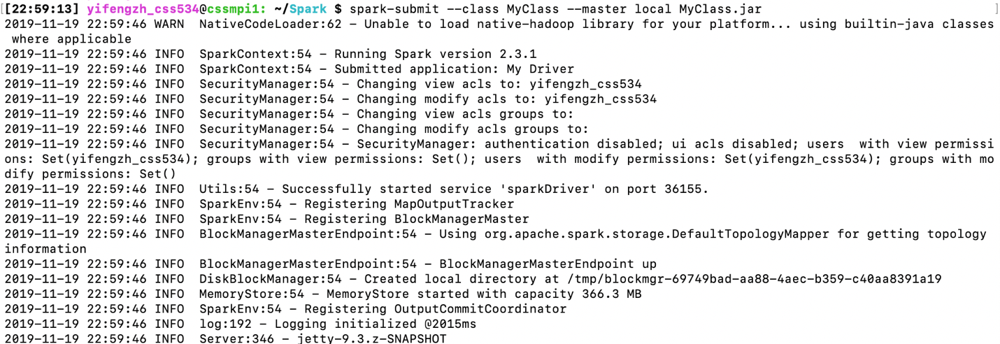 [[22:59:13] yifengzh_css534@cssmpi1: ~/Spark $ spark-submit --class MyClass --master local MyClass.jar ]
2019-11-19 22:59:46 WARN  NativeCodeLoader:62 - Unable to load native-hadoop library for your platform... using builtin-java classes
 where applicable
2019-11-19 22:59:46 INFO  SparkContext:54 - Running Spark version 2.3.1
2019-11-19 22:59:46 INFO  SparkContext:54 - Submitted application: My Driver
2019-11-19 22:59:46 INFO  SecurityManager:54 - Changing view acls to: yifengzh_css534
2019-11-19 22:59:46 INFO  SecurityManager:54 - Changing modify acls to: yifengzh_css534
2019-11-19 22:59:46 INFO  SecurityManager:54 - Changing view acls groups to:
2019-11-19 22:59:46 INFO  SecurityManager:54 - Changing modify acls groups to:
2019-11-19 22:59:46 INFO  SecurityManager:54 - SecurityManager: authentication disabled; ui acls disabled; users  with view permissi
ons: Set(yifengzh_css534); groups with view permissions: Set(); users  with modify permissions: Set(yifengzh_css534); groups with mo
dify permissions: Set()
2019-11-19 22:59:46 INFO  Utils:54 - Successfully started service 'sparkDriver' on port 36155.
2019-11-19 22:59:46 INFO  SparkEnv:54 - Registering MapOutputTracker
2019-11-19 22:59:46 INFO  SparkEnv:54 - Registering BlockManagerMaster
2019-11-19 22:59:46 INFO  BlockManagerMasterEndpoint:54 - Using org.apache.spark.storage.DefaultTopologyMapper for getting topology
information
2019-11-19 22:59:46 INFO  BlockManagerMasterEndpoint:54 - BlockManagerMasterEndpoint up
2019-11-19 22:59:46 INFO  DiskBlockManager:54 - Created local directory at /tmp/blockmgr-69749bad-aa88-4aec-b359-c40aa8391a19
2019-11-19 22:59:46 INFO  MemoryStore:54 - MemoryStore started with capacity 366.3 MB
2019-11-19 22:59:46 INFO  SparkEnv:54 - Registering OutputCommitCoordinator
2019-11-19 22:59:46 INFO  log:192 - Logging initialized @2015ms
2019-11-19 22:59:46 INFO  Server:346 - jetty-9.3.z-SNAPSHOT